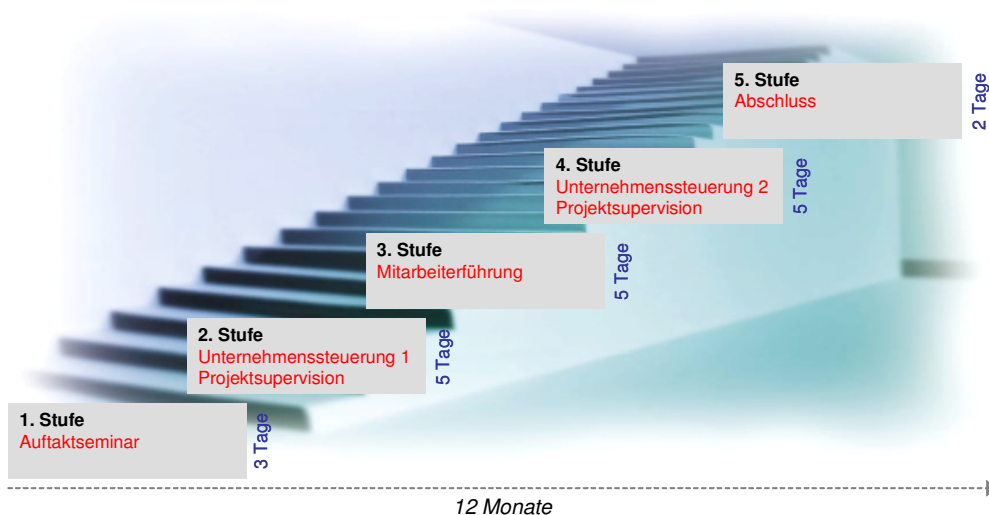 5. Stufe
Abschluss
2 Tage
4. Stufe
Unternehmenssteuerung 2
Projektsupervision
5 Tage
3. Stufe
Mitarbeiterführung
5 Tage
2. Stufe
Unternehmenssteuerung 1
Projektsupervision
5 Tage
1. Stufe
Auftaktseminar
3 Tage
12 Monate